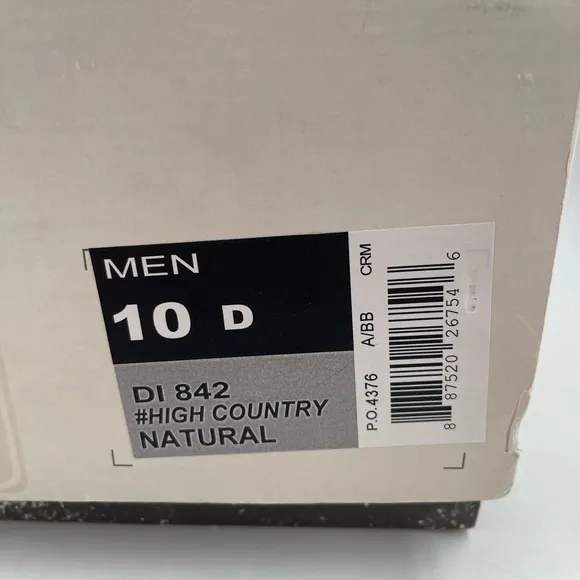 MEN
10 D
DI 842
#HIGH COUNTRY
NATURAL
P.O.4376 A/BB CRM
8 87520 26754 6